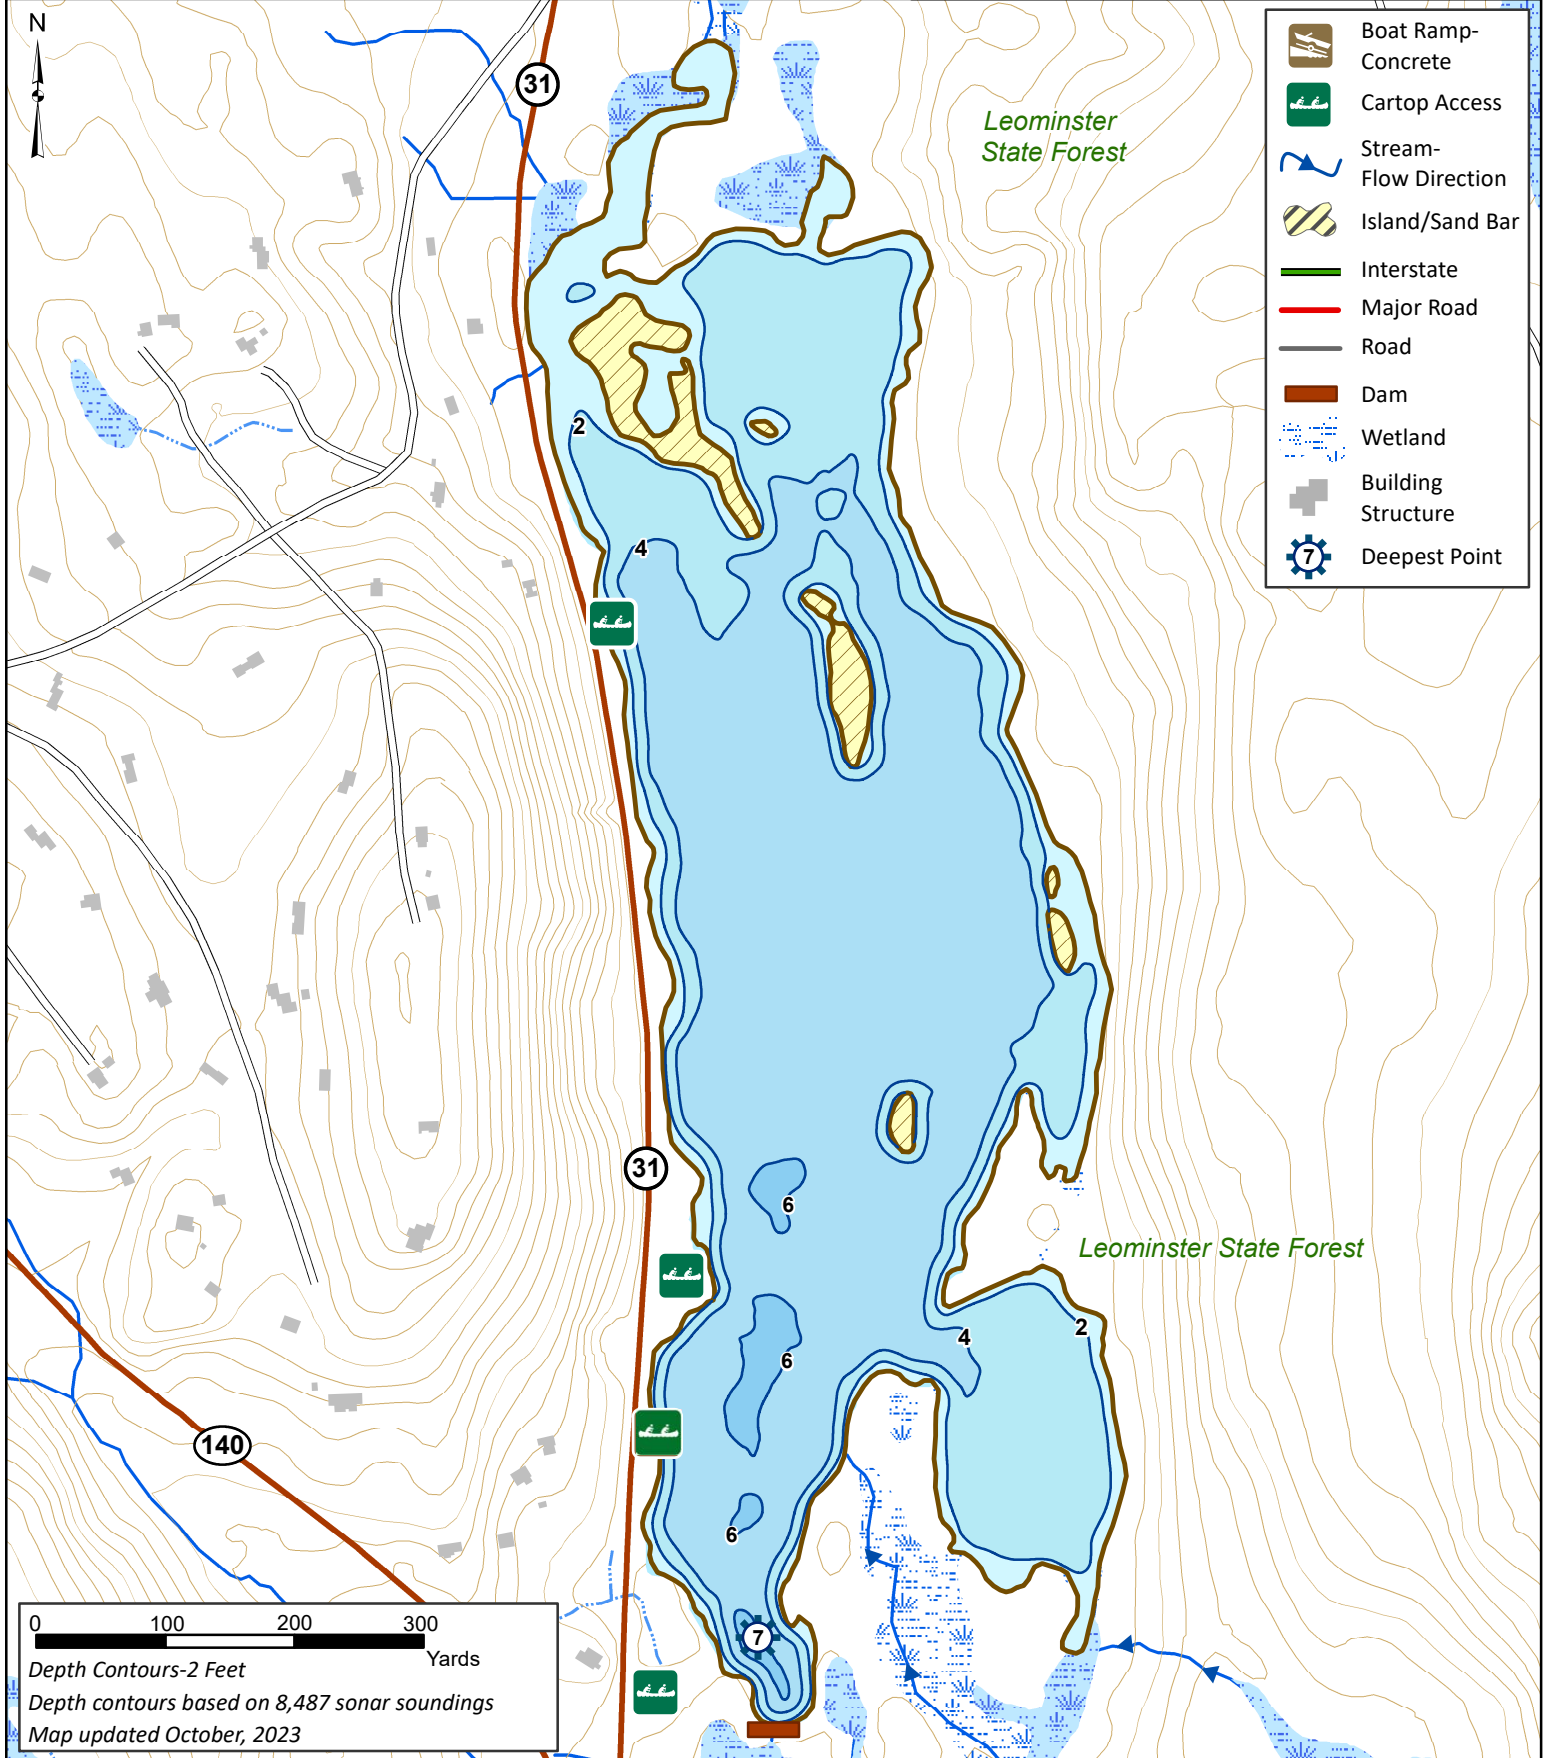 N
31
Leominster
State Forest
Boat Ramp-
Concrete
Cartop Access
Stream-
Flow Direction
Island/Sand Bar
Interstate
Major Road
Road
Dam
Wetland
Building
Structure
7
Deepest Point
2
4
31
6
Leominster State Forest
2
4
6
140
6
7
0 100 200 300
Yards
Depth Contours-2 Feet
Depth contours based on 8,487 sonar soundings
Map updated October, 2023